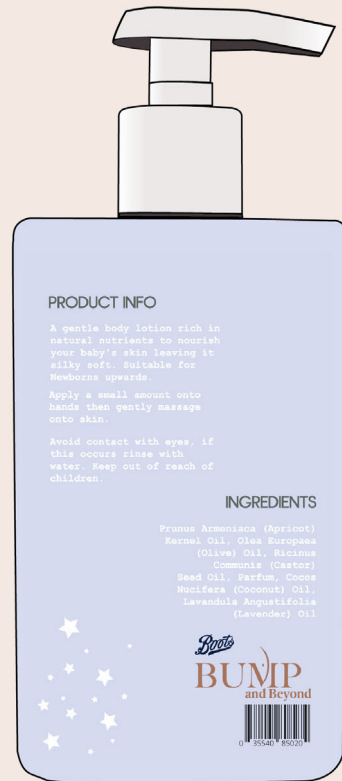 PRODUCT INFO
A gentle body lotion rich in
natural nutrients to nourish
your baby's skin leaving it
silky soft. Suitable for
Newborns upwards.
Apply a small amount onto
hands then gently massage
onto skin.
Avoid contact with eyes, if
this occurs rinse with
water. Keep out of reach of
children.
INGREDIENTS
Prunus Armeniaca (Apricot)
Kernel Oil, Olea Europaea
(Olive) Oil, Ricinus
Communis (Castor)
Seed Oil, Parfum, Cocos
Nucifera (Coconut) Oil,
Lavandula Angustifolia
(Lavender) Oil
Boots
BUMP
and Beyond
0 35540 85020